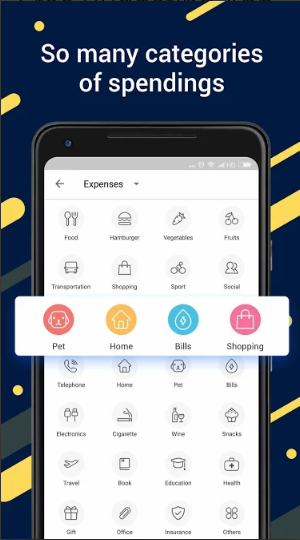 So many categories
of spendings
Expenses
Food Hamburger Vegetables Fruits
Transportation Shopping Sport Social
Pet Home Bills Shopping
Telephone Home Pet Bills
Electronics Cigarette Wine Snacks
Travel Book Education Health
Gift Office Insurance Others